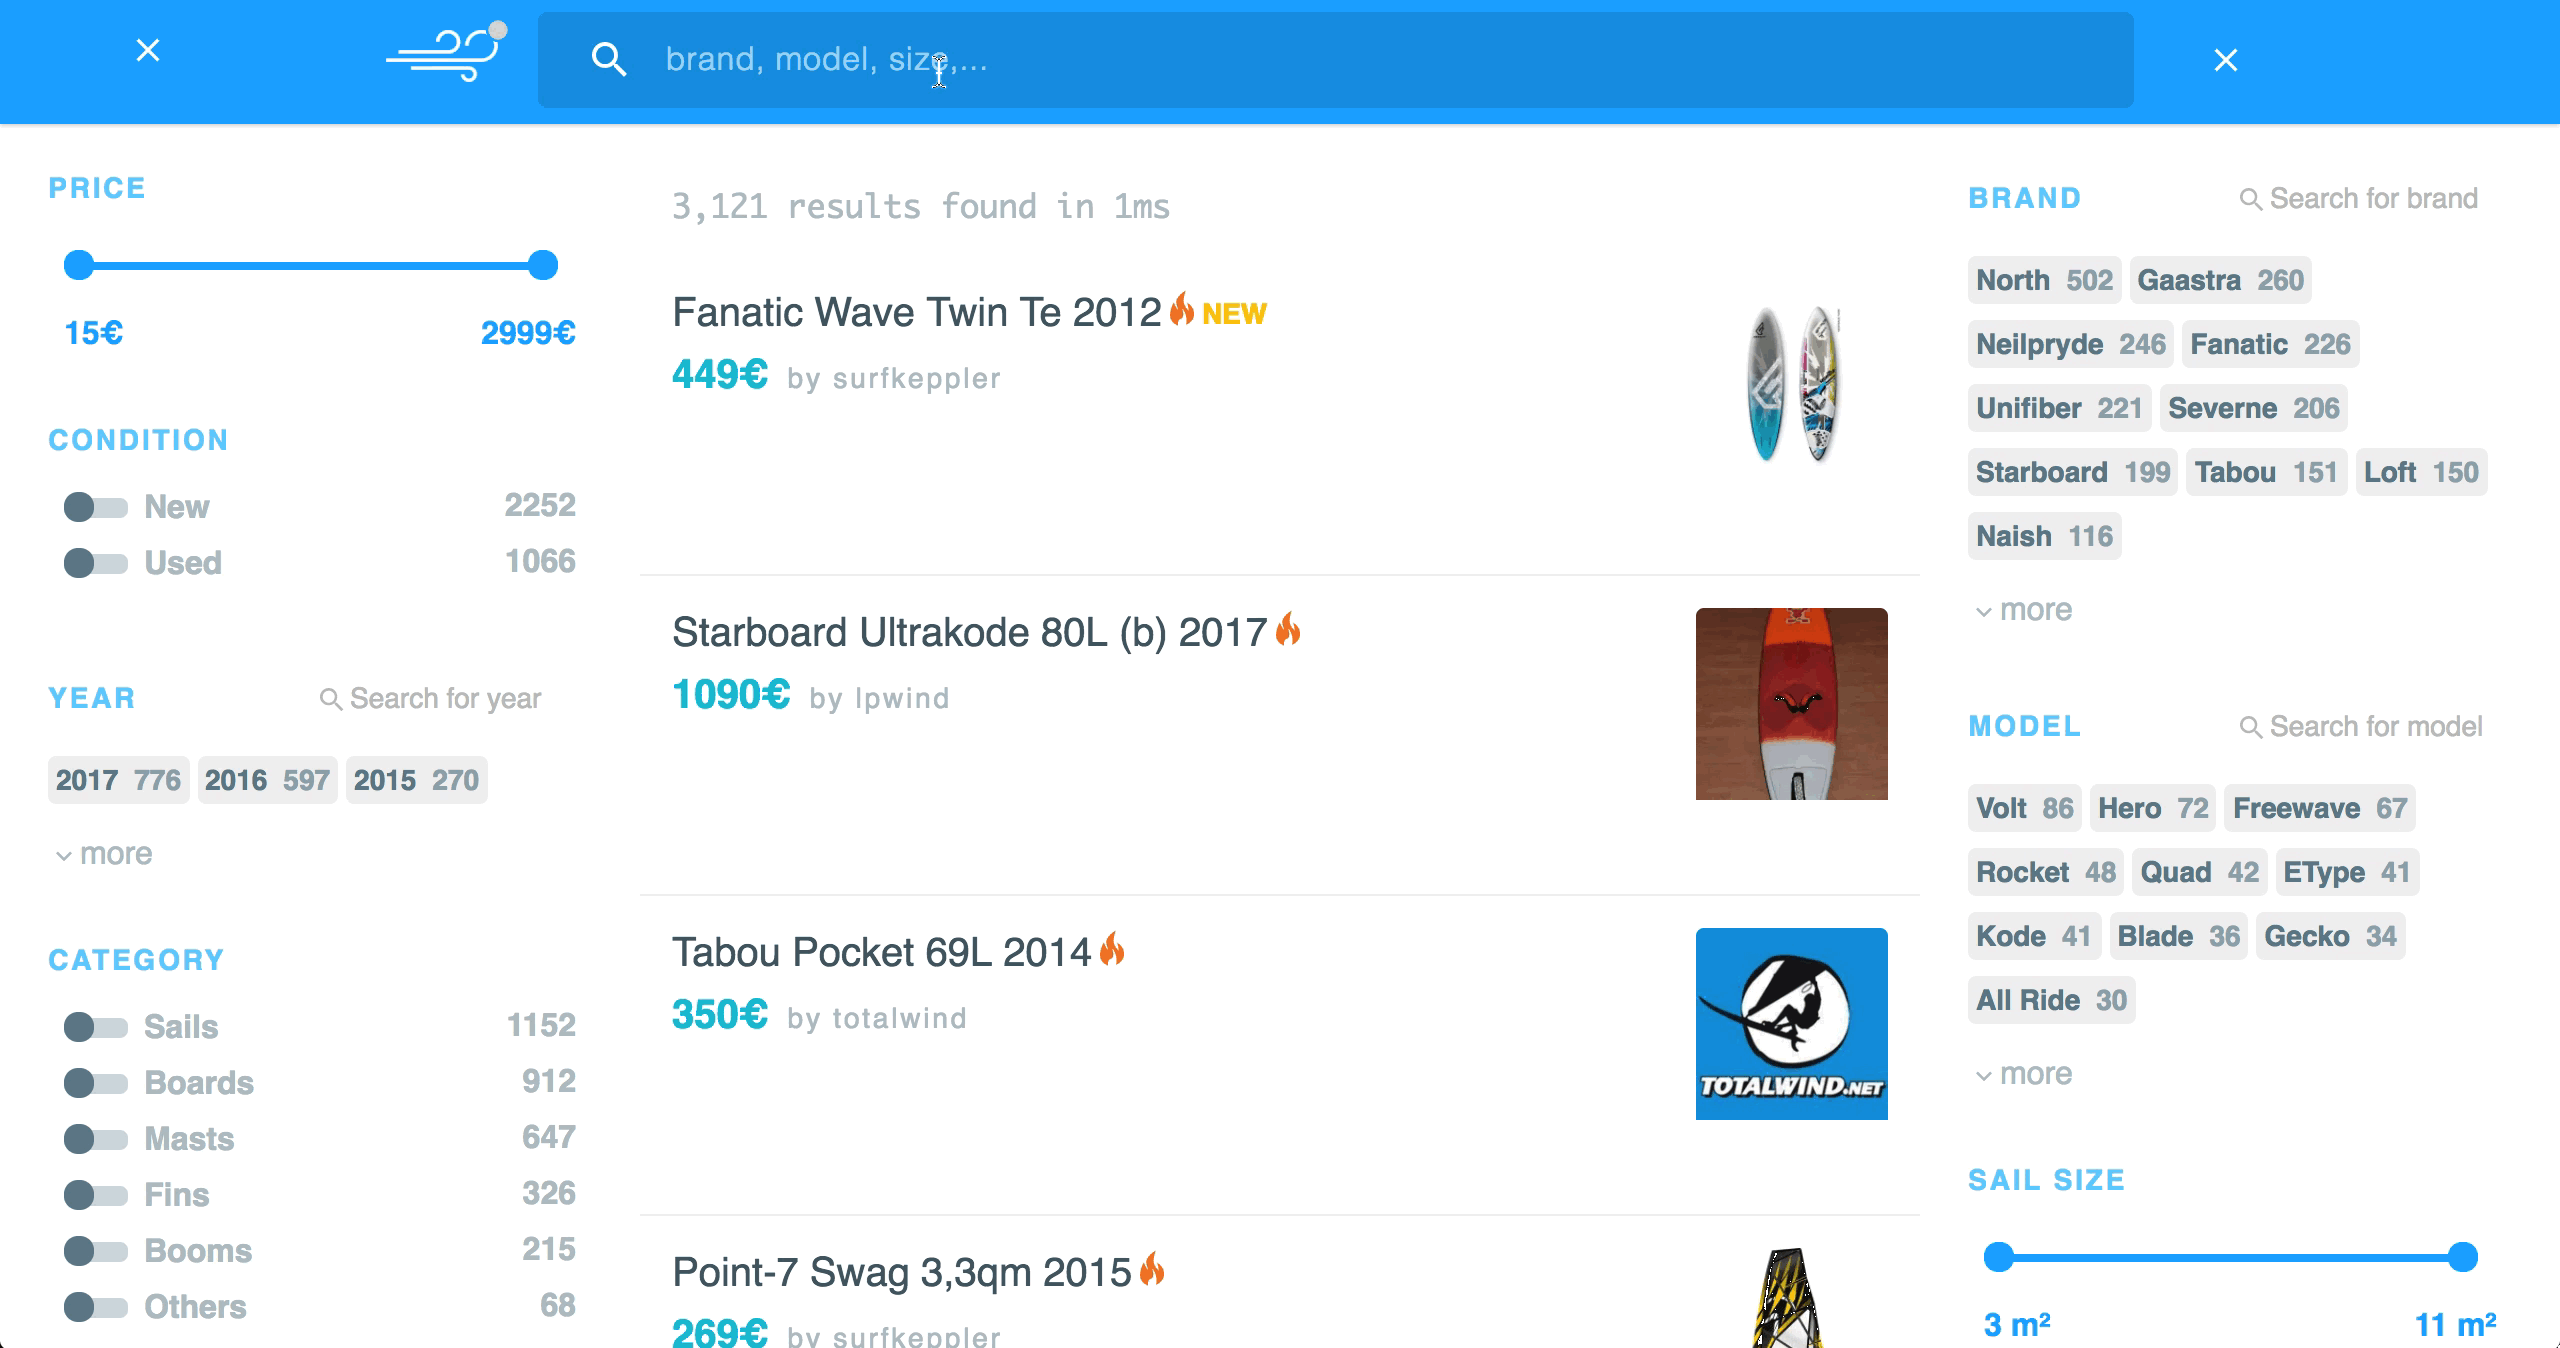 brand, model, size,...
PRICE
15€ 2999€
CONDITION
New 2252
Used 1066
YEAR Search for year
2017 776 2016 597 2015 270
more
CATEGORY
Sails 1152
Boards 912
Masts 647
Fins 326
Booms 215
Others 68
3,121 results found in 1ms
Fanatic Wave Twin Te 2012 NEW
449€ by surfkeppler
Starboard Ultrakode 80L (b) 2017
1090€ by lpwind
Tabou Pocket 69L 2014
350€ by totalwind
TOTALWIND.NET
Point-7 Swag 3,3qm 2015
269€ by surfkeppler
BRAND Search for brand
North 502 Gaastra 260
Neilpryde 246 Fanatic 226
Unifiber 221 Severne 206
Starboard 199 Tabou 151 Loft 150
Naish 116
more
MODEL Search for model
Volt 86 Hero 72 Freewave 67
Rocket 48 Quad 42 EType 41
Kode 41 Blade 36 Gecko 34
All Ride 30
more
SAIL SIZE
3 m² 11 m²